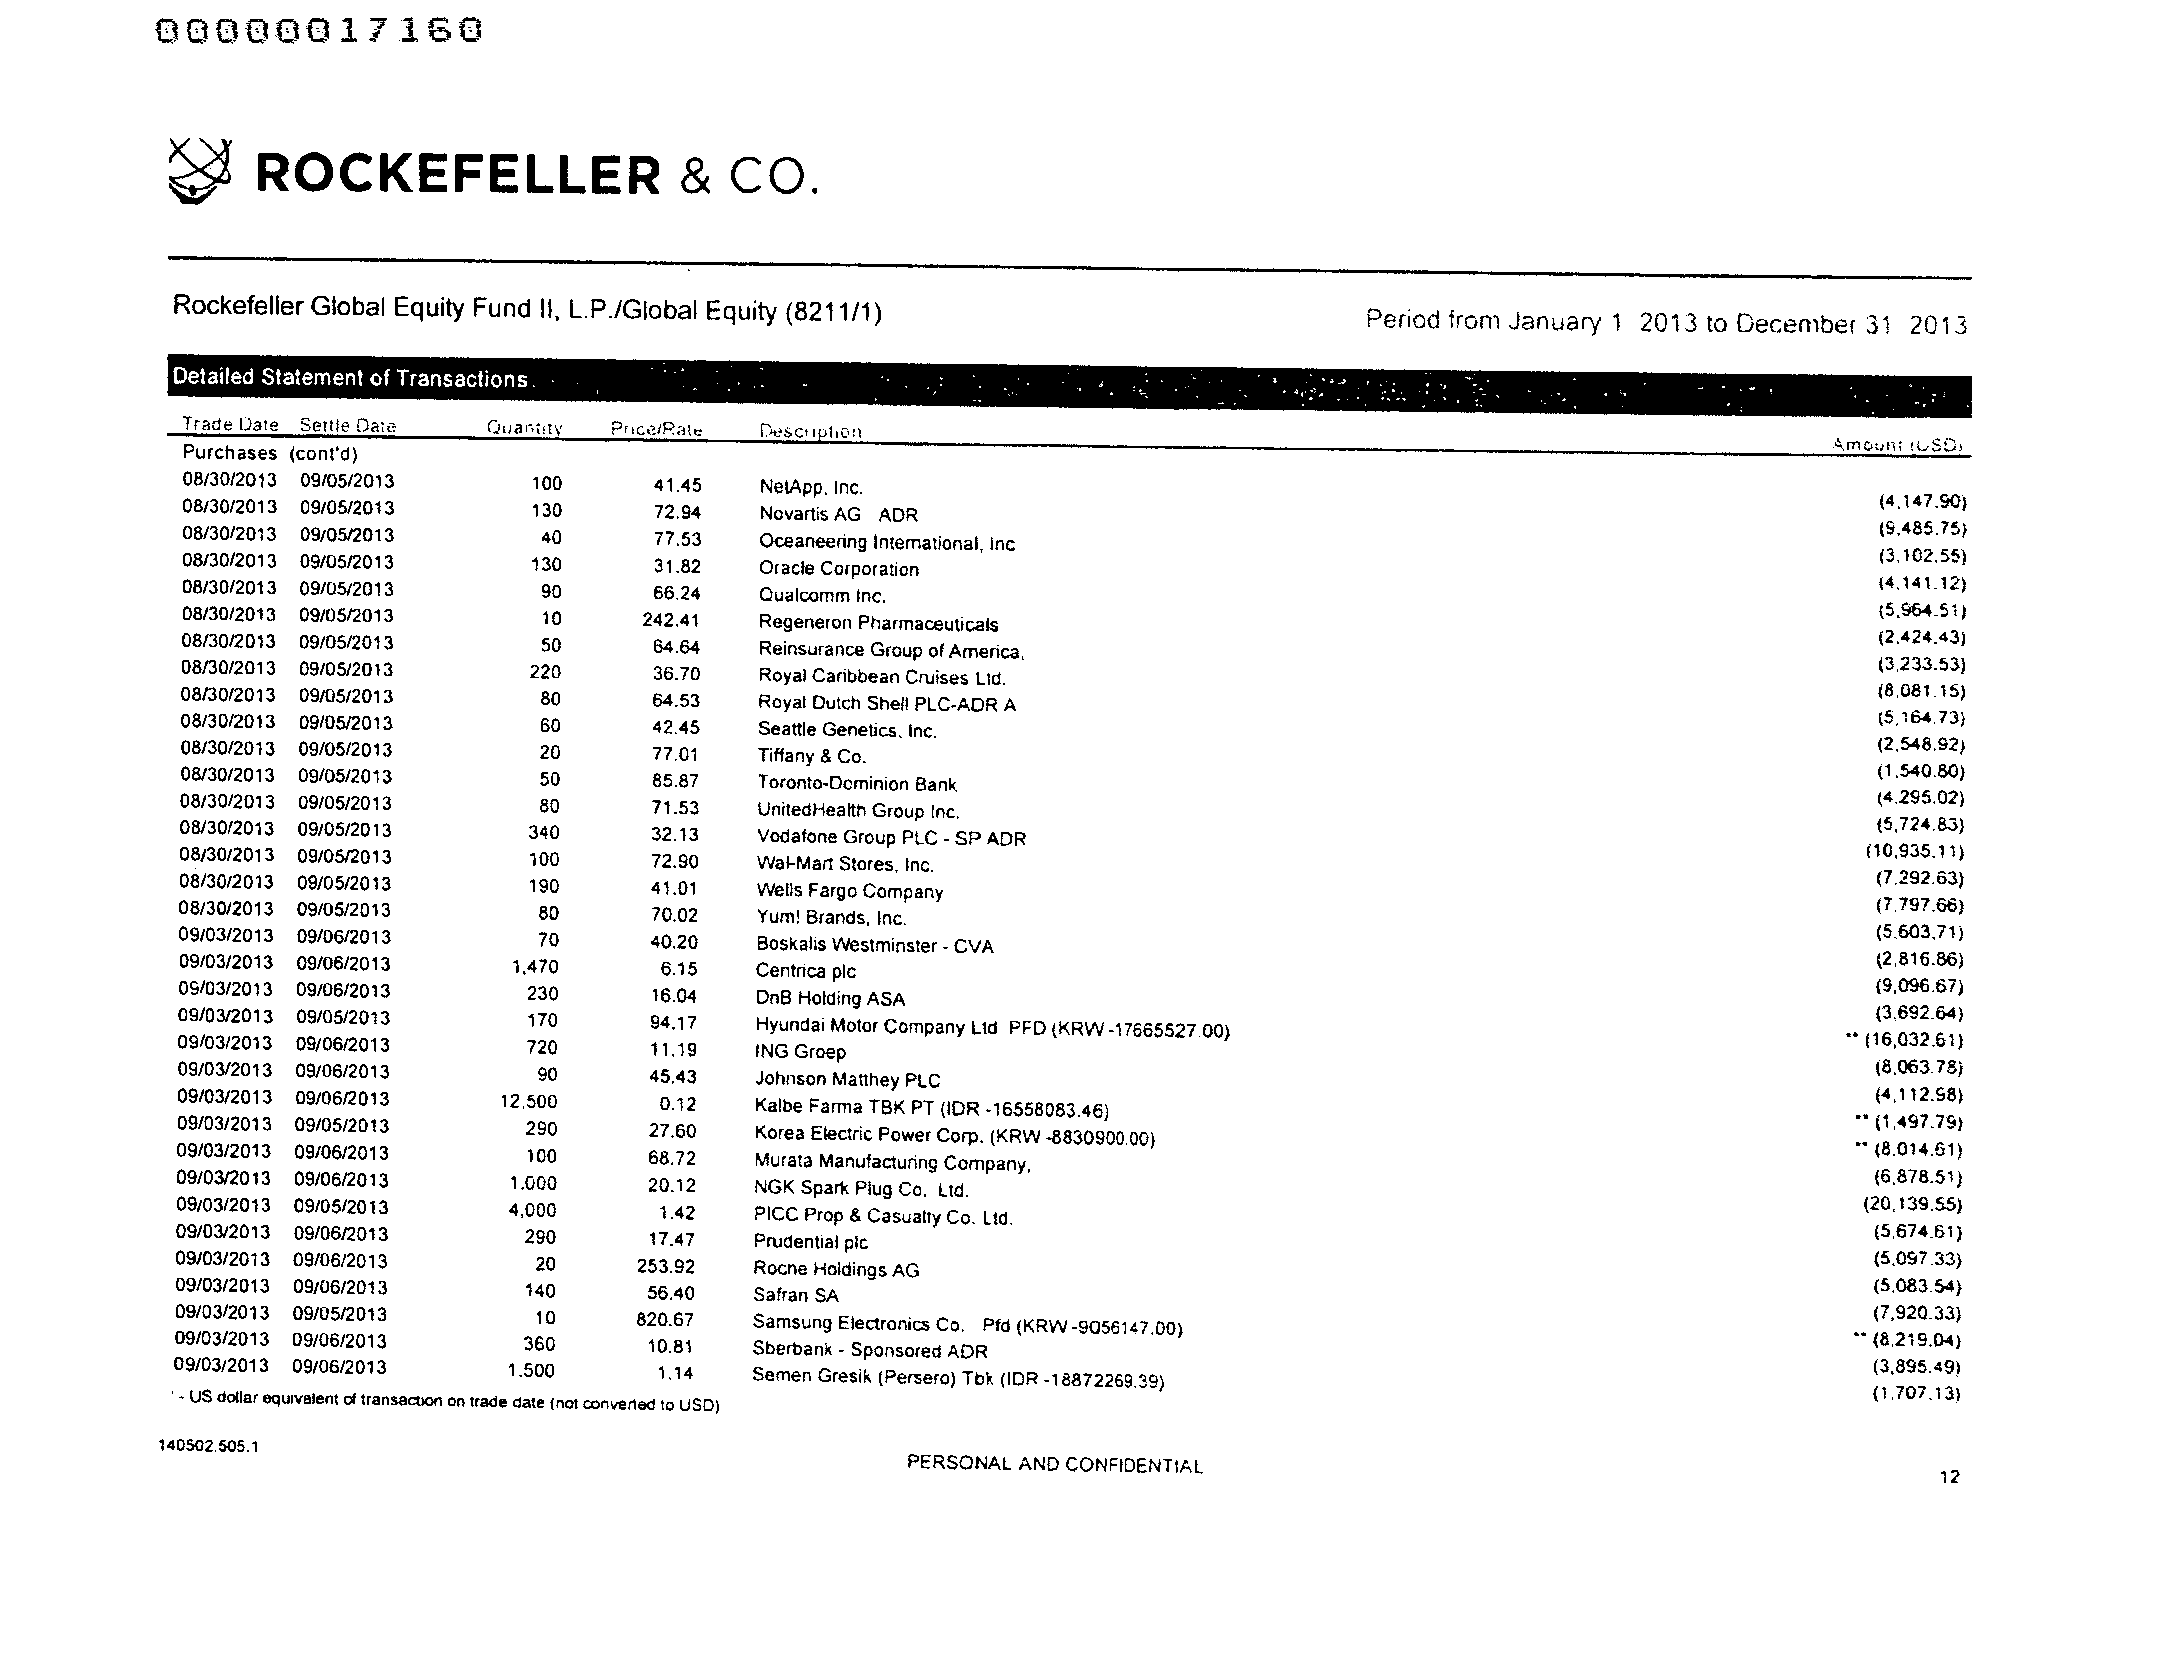 00000017160
ROCKEFELLER & CO.
Rockefeller Global Equity Fund II, L.P./Global Equity (8211/1) Period from January 1 2013 to December 31 2013
Detailed Statement of Transactions
Trade Date Settle Date Quantity Price/Rate Description Amount (USD)
Purchases (cont'd)
08/30/2013 09/05/2013 100 41.45 NetApp, Inc. (4,147.90)
08/30/2013 09/05/2013 130 72.94 Novartis AG ADR (9,485.75)
08/30/2013 09/05/2013 40 77.53 Oceaneering International, Inc (3,102.55)
08/30/2013 09/05/2013 130 31.82 Oracle Corporation (4,141.12)
08/30/2013 09/05/2013 90 66.24 Qualcomm Inc. (5,964.51)
08/30/2013 09/05/2013 10 242.41 Regeneron Pharmaceuticals (2,424.43)
08/30/2013 09/05/2013 50 64.64 Reinsurance Group of America, (3,233.53)
08/30/2013 09/05/2013 220 36.70 Royal Caribbean Cruises Ltd. (8,081.15)
08/30/2013 09/05/2013 80 64.53 Royal Dutch Shell PLC-ADR A (5,164.73)
08/30/2013 09/05/2013 60 42.45 Seattle Genetics, Inc. (2,548.92)
08/30/2013 09/05/2013 20 77.01 Tiffany & Co. (1,540.80)
08/30/2013 09/05/2013 50 85.87 Toronto-Dominion Bank (4,295.02)
08/30/2013 09/05/2013 80 71.53 UnitedHealth Group Inc. (5,724.83)
08/30/2013 09/05/2013 340 32.13 Vodafone Group PLC - SP ADR (10,935.11)
08/30/2013 09/05/2013 100 72.90 Wal-Mart Stores, Inc. (7,292.63)
08/30/2013 09/05/2013 190 41.01 Wells Fargo Company (7,797.66)
08/30/2013 09/05/2013 80 70.02 Yum! Brands, Inc. (5,603.71)
09/03/2013 09/06/2013 70 40.20 Boskalis Westminster - CVA (2,816.86)
09/03/2013 09/06/2013 1,470 6.15 Centrica plc (9,096.67)
09/03/2013 09/06/2013 230 16.04 DnB Holding ASA (3,692.64)
09/03/2013 09/05/2013 170 94.17 Hyundai Motor Company Ltd PFD (KRW -17665527.00) ** (16,032.61)
09/03/2013 09/06/2013 720 11.19 ING Groep (8,063.78)
09/03/2013 09/06/2013 90 45.43 Johnson Matthey PLC (4,112.98)
09/03/2013 09/06/2013 12,500 0.12 Kalbe Farma TBK PT (IDR -16558083.46) ** (1,497.79)
09/03/2013 09/05/2013 290 27.60 Korea Electric Power Corp. (KRW -8830900.00) ** (8,014.61)
09/03/2013 09/06/2013 100 68.72 Murata Manufacturing Company, (6,878.51)
09/03/2013 09/06/2013 1,000 20.12 NGK Spark Plug Co. Ltd. (20,139.55)
09/03/2013 09/05/2013 4,000 1.42 PICC Prop & Casualty Co. Ltd. (5,674.61)
09/03/2013 09/06/2013 290 17.47 Prudential plc (5,097.33)
09/03/2013 09/06/2013 20 253.92 Roche Holdings AG (5,083.54)
09/03/2013 09/06/2013 140 56.40 Safran SA (7,920.33)
09/03/2013 09/05/2013 10 820.67 Samsung Electronics Co. Pfd (KRW -9056147.00) ** (8,219.04)
09/03/2013 09/06/2013 360 10.81 Sberbank - Sponsored ADR (3,895.49)
09/03/2013 09/06/2013 1,500 1.14 Semen Gresik (Persero) Tbk (IDR -18872269.39) (1,707.13)
' - US dollar equivalent of transaction on trade date (not converted to USD)
140502.505.1
PERSONAL AND CONFIDENTIAL
12